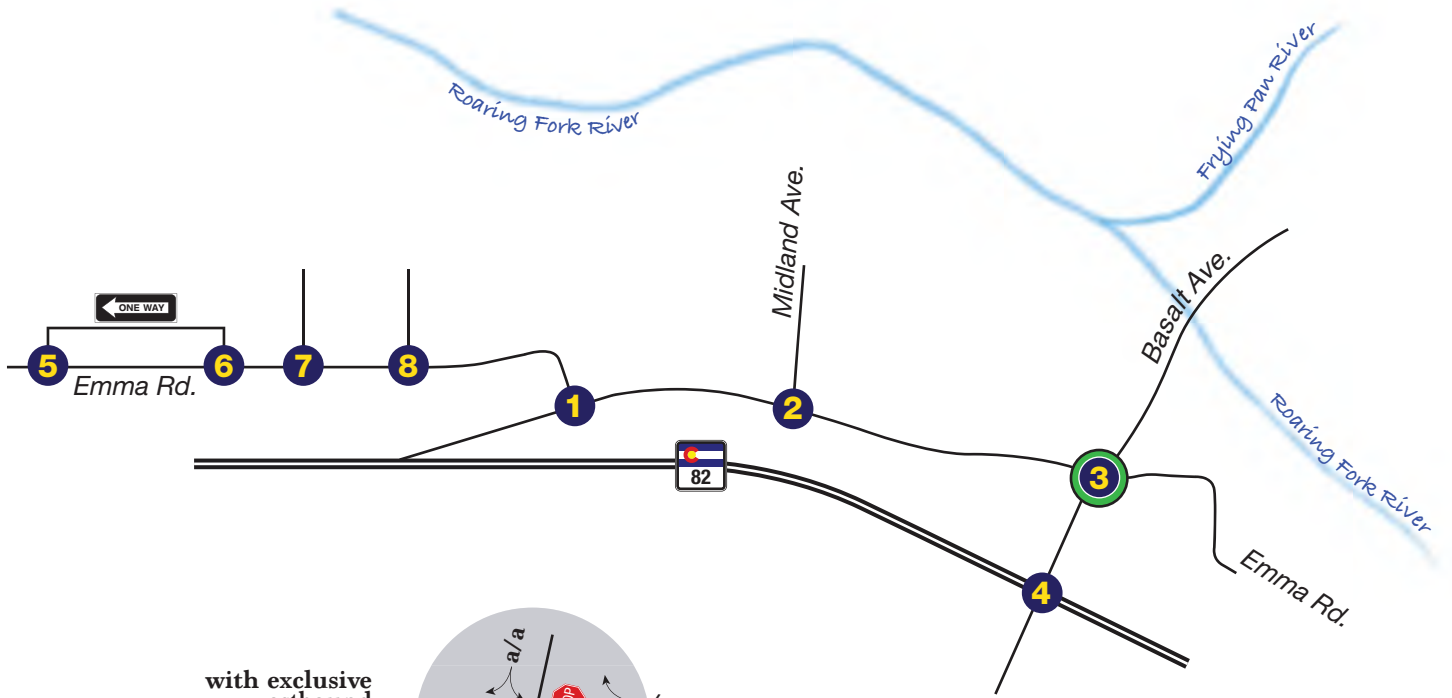 Roaring Fork River
Frying Pan River
Midland Ave.
Basalt Ave.
ONE WAY
5
6
7
8
Emma Rd.
1
2
82
3
Roaring Fork River
4
Emma Rd.
with exclusive
a/a